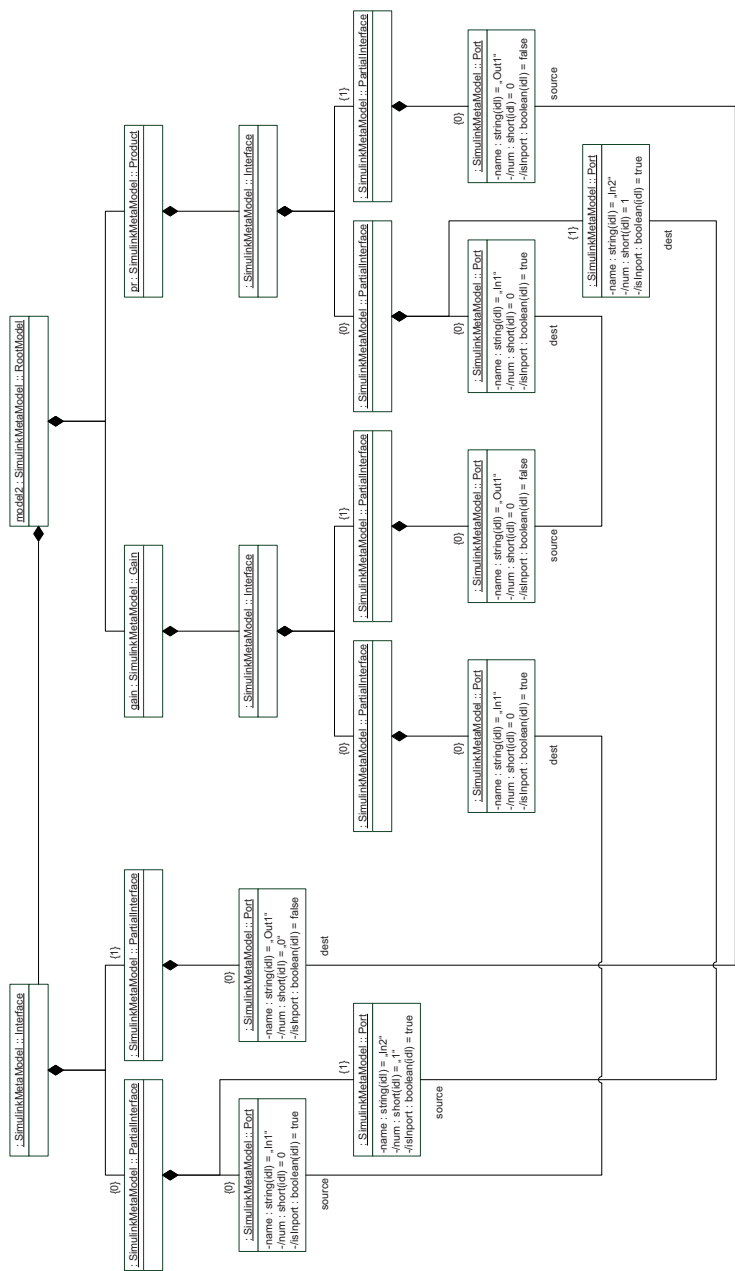 : SimulinkMetaModel :: Interface
model2 : SimulinkMetaModel :: RootModel
{0}
: SimulinkMetaModel :: PartialInterface
{1}
: SimulinkMetaModel :: PartialInterface
gain : SimulinkMetaModel :: Gain
pr : SimulinkMetaModel :: Product
{0}
: SimulinkMetaModel :: Port
-name : string(idl) = „In1“
-/num : short(idl) = 0
-/isInport : boolean(idl) = true
source
{0}
: SimulinkMetaModel :: Port
-name : string(idl) = „Out1“
-/num : short(idl) = „0“
-/isInport : boolean(idl) = false
dest
: SimulinkMetaModel :: Interface
: SimulinkMetaModel :: Interface
{1}
: SimulinkMetaModel :: Port
-name : string(idl) = „In2“
-/num : short(idl) = „1“
-/isInport : boolean(idl) = true
source
{0}
: SimulinkMetaModel :: PartialInterface
{1}
: SimulinkMetaModel :: PartialInterface
{0}
: SimulinkMetaModel :: PartialInterface
{1}
: SimulinkMetaModel :: PartialInterface
{0}
: SimulinkMetaModel :: Port
-name : string(idl) = „In1“
-/num : short(idl) = 0
-/isInport : boolean(idl) = true
dest
{0}
: SimulinkMetaModel :: Port
-name : string(idl) = „Out1“
-/num : short(idl) = 0
-/isInport : boolean(idl) = false
source
{0}
: SimulinkMetaModel :: Port
-name : string(idl) = „In1“
-/num : short(idl) = 0
-/isInport : boolean(idl) = true
dest
{0}
: SimulinkMetaModel :: Port
-name : string(idl) = „Out1“
-/num : short(idl) = 0
-/isInport : boolean(idl) = false
source
{1}
: SimulinkMetaModel :: Port
-name : string(idl) = „In2“
-/num : short(idl) = 1
-/isInport : boolean(idl) = true
dest